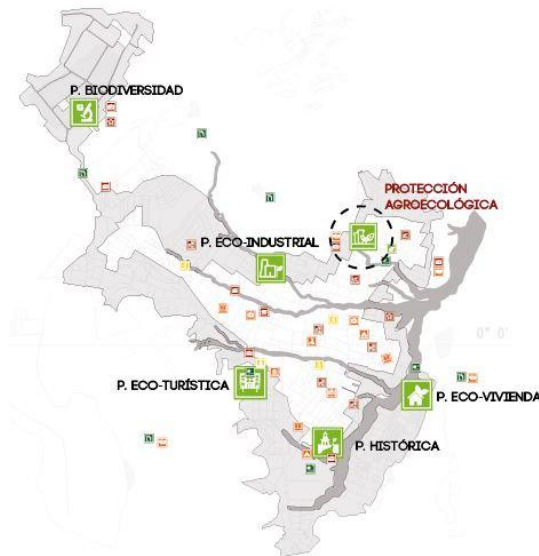 P. BIODIVERSIDAD
PROTECCIÓN
AGROECOLÓGICA
P. ECO-INDUSTRIAL
0° 0'
P. ECO-TURÍSTICA
P. ECO-VIVIENDA
P. HISTÓRICA